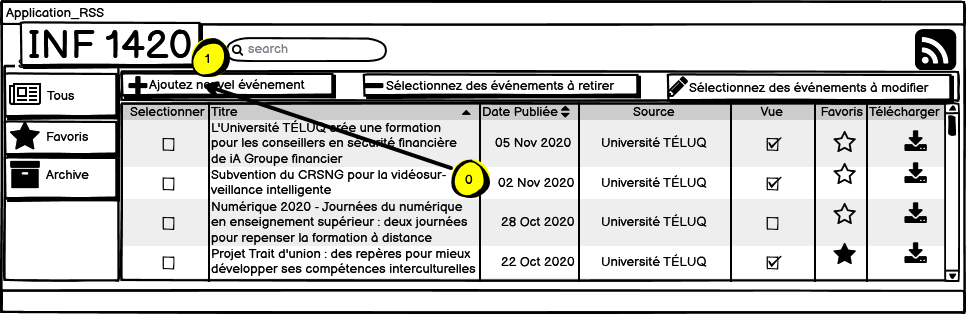 Application_RSS
INF 1420
1
search
Ajoutez nouvel événement
Sélectionnez des événements à retirer
Sélectionnez des événements à modifier
Tous
Favoris
Archive
Selectionner Titre Date Publiée Source Vue Favoris Télécharger
L'Université TÉLUQ crée une formation
pour les conseillers en sécurité financière
de iA Groupe financier
05 Nov 2020 Université TÉLUQ
0
Subvention du CRSNG pour la vidéosur-
veillance intelligente
02 Nov 2020 Université TÉLUQ
Numérique 2020 - Journées du numérique
en enseignement supérieur : deux journées
pour repenser la formation à distance
28 Oct 2020 Université TÉLUQ
Projet Trait d'union : des repères pour mieux
développer ses compétences interculturelles
22 Oct 2020 Université TÉLUQ